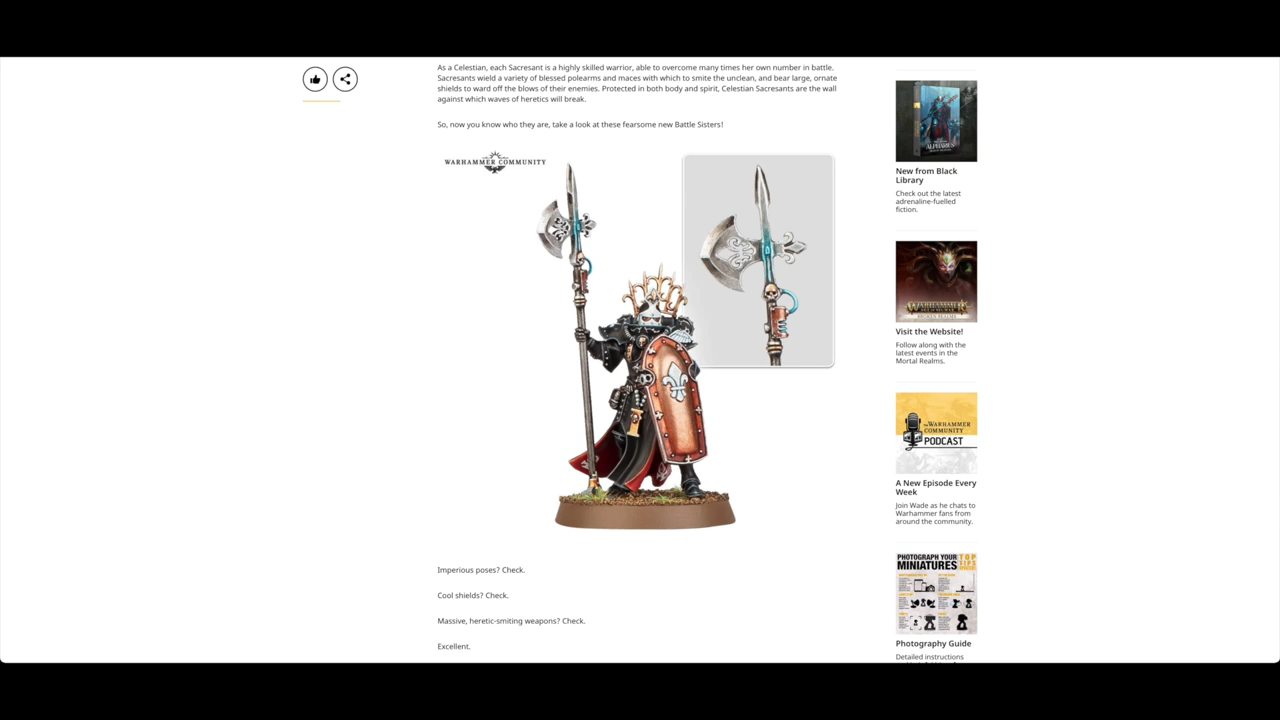 As a Celestian, each Sacresant is a highly skilled warrior, able to overcome many times her own number in battle.
Sacresants wield a variety of blessed polearms and maces with which to smite the unclean, and bear large, ornate
shields to ward off the blows of their enemies. Protected in both body and spirit, Celestian Sacresants are the wall
against which waves of heretics will break.
So, now you know who they are, take a look at these fearsome new Battle Sisters!
WARHAMMER COMMUNITY
Imperious poses? Check.
Cool shields? Check.
Massive, heretic-smiting weapons? Check.
Excellent.
ALPHARIUS
New from Black
Library
Check out the latest
adrenaline-fuelled
fiction.
WARHAMMER
BROKEN REALMS
Visit the Website!
Follow along with the
latest events in the
Mortal Realms.
THE WARHAMMER
COMMUNITY
PODCAST
A New Episode Every
Week
Join Wade as he chats to
Warhammer fans from
around the community.
PHOTOGRAPH YOUR
MINIATURES
TOP
TIPS
Photography Guide
Detailed instructions